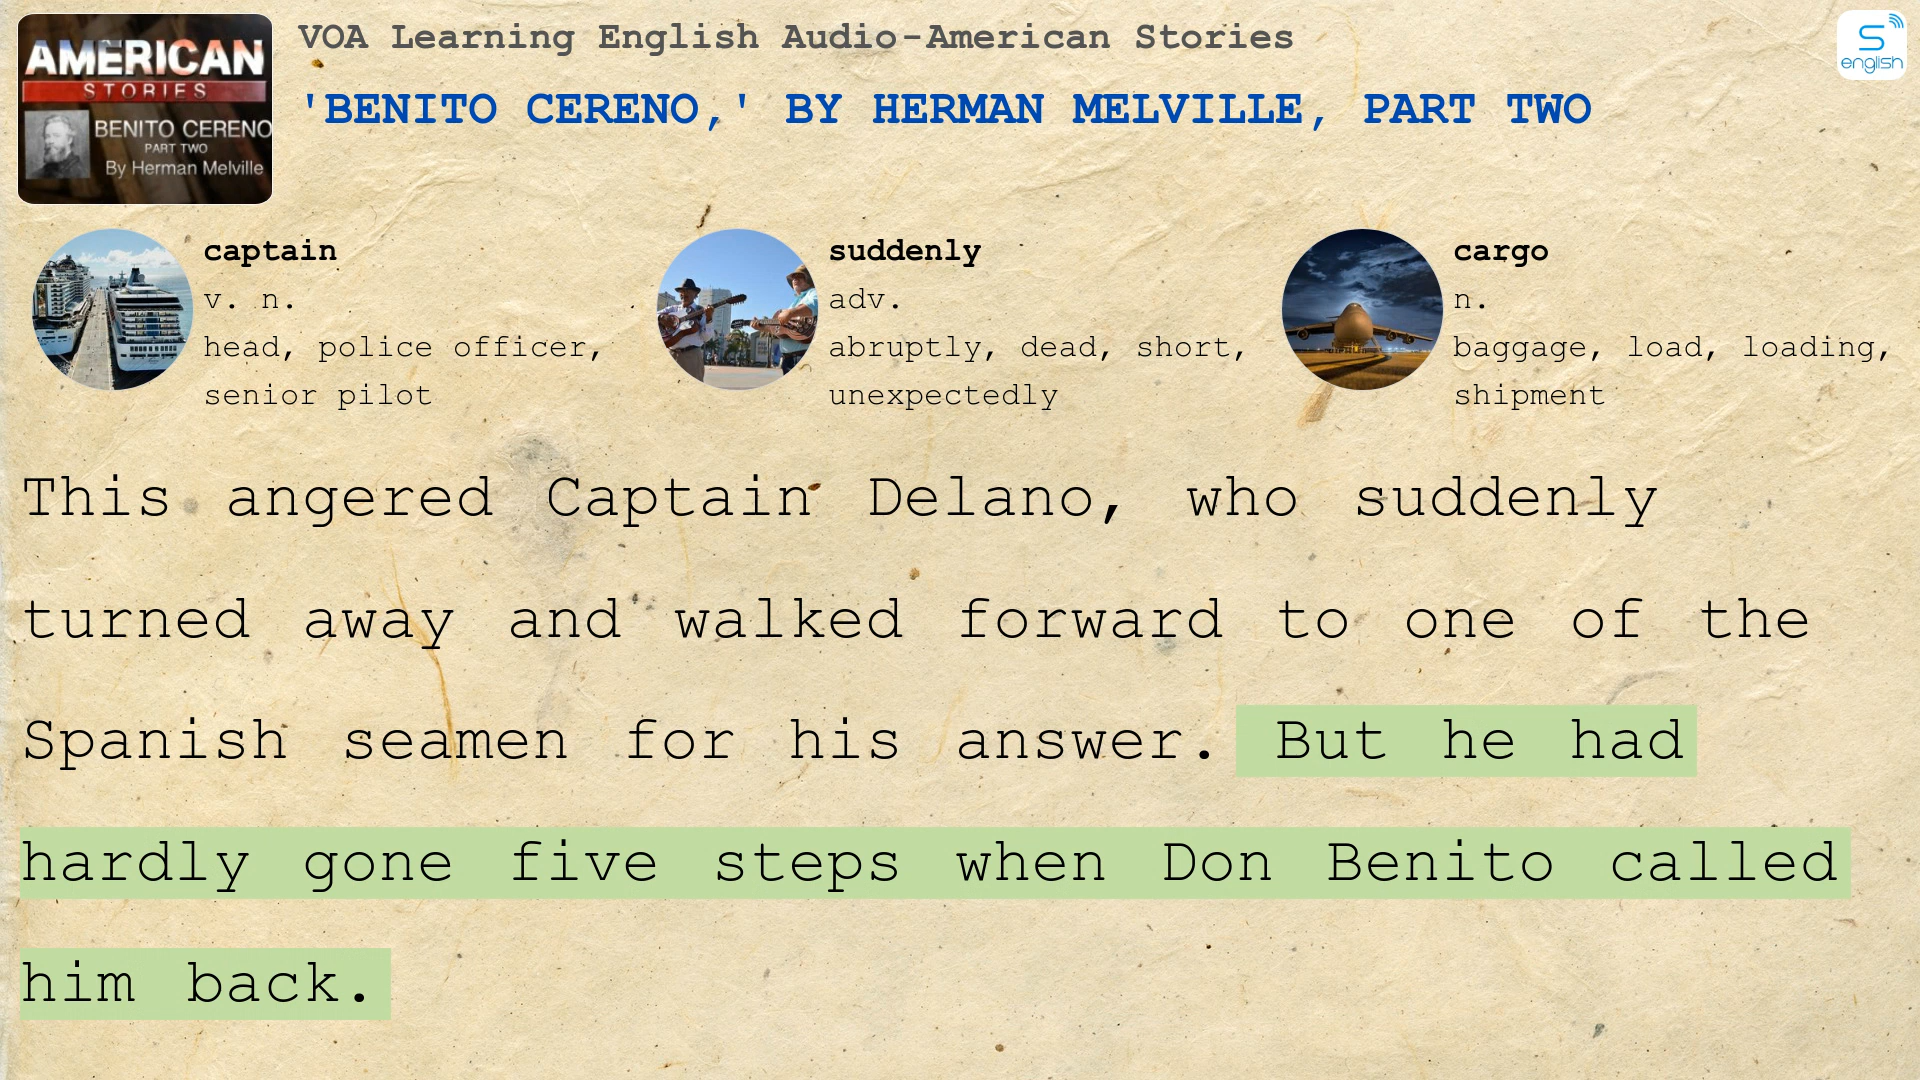 AMERICAN
STORIES
BENITO CERENO
PART TWO
By Herman Melville
VOA Learning English Audio-American Stories
'BENITO CERENO,' BY HERMAN MELVILLE, PART TWO
S
english
captain
v. n.
head, police officer,
senior pilot
suddenly
adv.
abruptly, dead, short,
unexpectedly
cargo
n.
baggage, load, loading,
shipment
This angered Captain Delano, who suddenly
turned away and walked forward to one of the
Spanish seamen for his answer. But he had
hardly gone five steps when Don Benito called
him back.